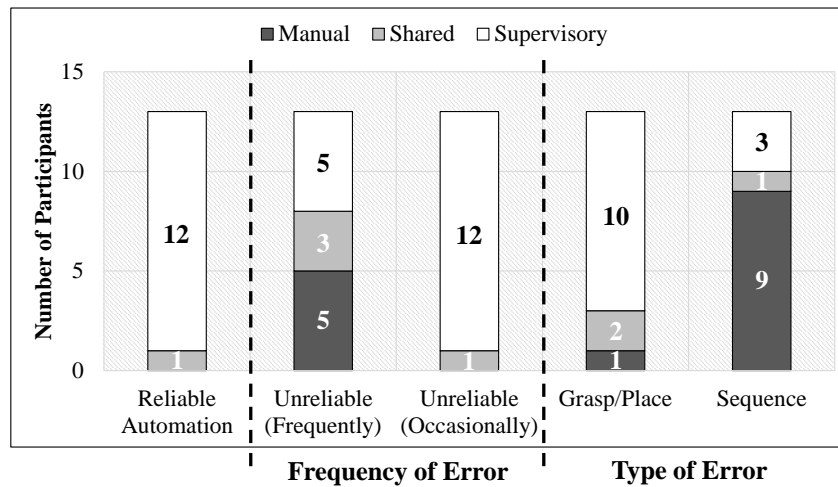 Manual Shared Supervisory
15
10
5
0
Number of Participants
12
1
5
3
5
12
1
10
2
1
3
1
9
Reliable Automation
Unreliable (Frequently)
Unreliable (Occasionally)
Grasp/Place
Sequence
Frequency of Error
Type of Error